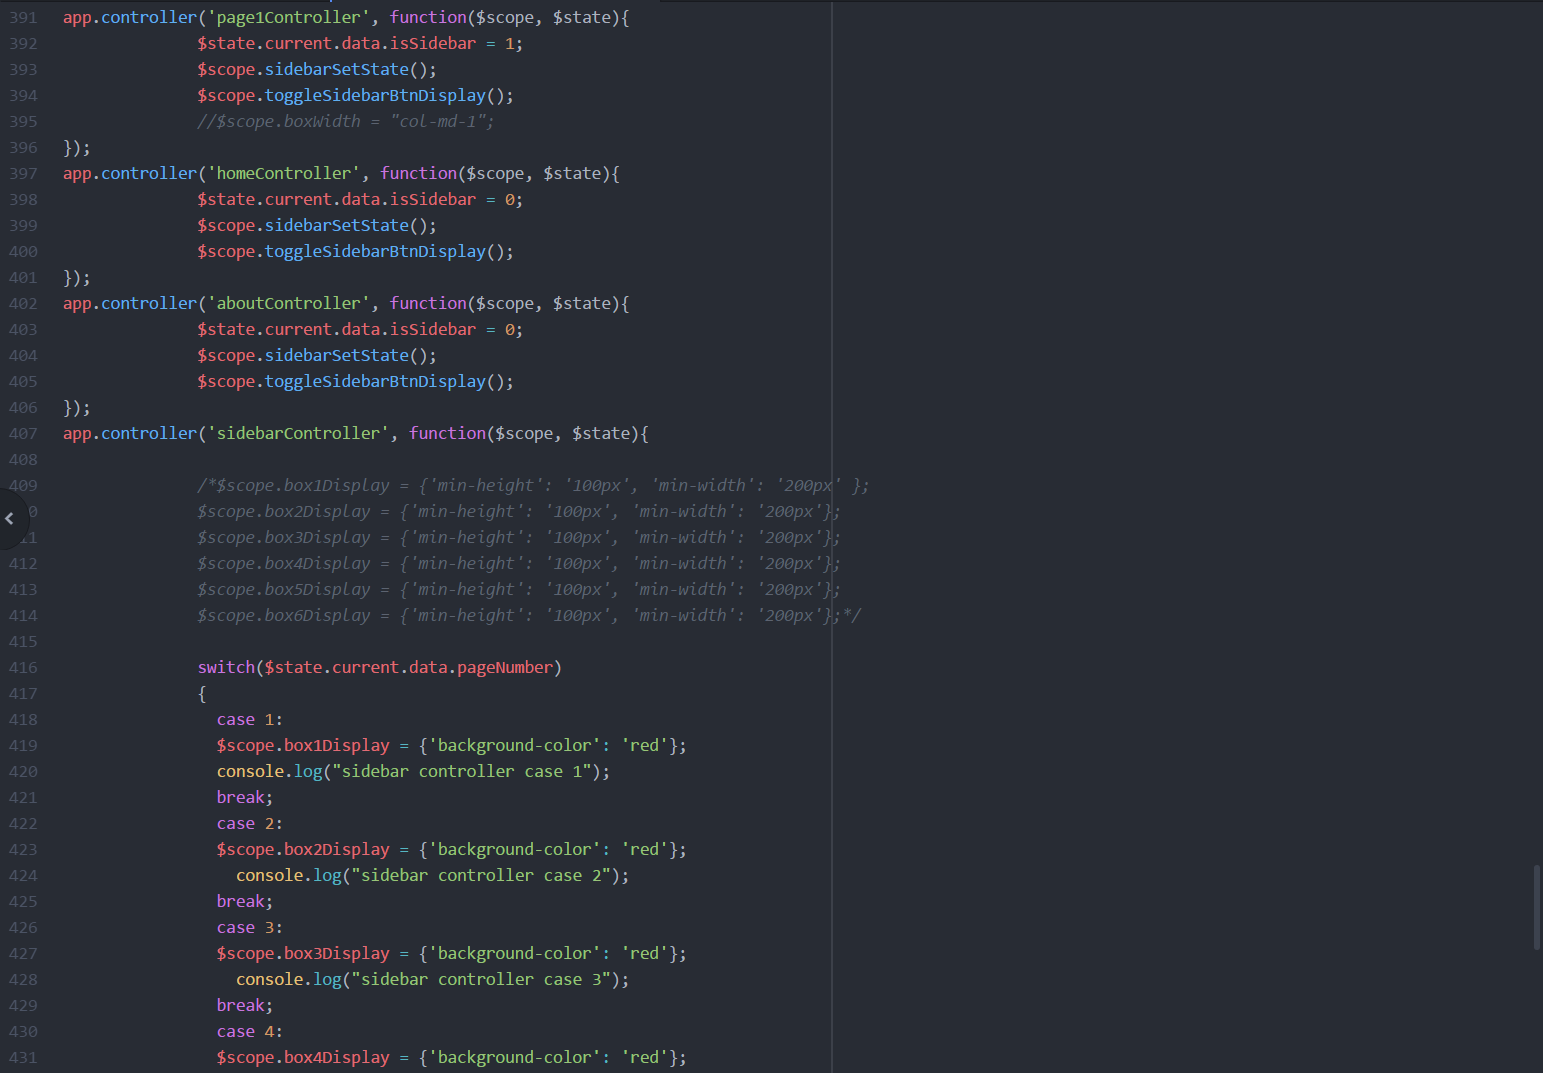 391 app.controller('page1Controller', function($scope, $state){
392 $state.current.data.isSidebar = 1;
393 $scope.sidebarSetState();
394 $scope.toggleSidebarBtnDisplay();
395 //$scope.boxWidth = "col-md-1";
396 });
397 app.controller('homeController', function($scope, $state){
398 $state.current.data.isSidebar = 0;
399 $scope.sidebarSetState();
400 $scope.toggleSidebarBtnDisplay();
401 });
402 app.controller('aboutController', function($scope, $state){
403 $state.current.data.isSidebar = 0;
404 $scope.sidebarSetState();
405 $scope.toggleSidebarBtnDisplay();
406 });
407 app.controller('sidebarController', function($scope, $state){
408
409 /*$scope.box1Display = {'min-height': '100px', 'min-width': '200px' };
0 $scope.box2Display = {'min-height': '100px', 'min-width': '200px'};
11 $scope.box3Display = {'min-height': '100px', 'min-width': '200px'};
412 $scope.box4Display = {'min-height': '100px', 'min-width': '200px'};
413 $scope.box5Display = {'min-height': '100px', 'min-width': '200px'};
414 $scope.box6Display = {'min-height': '100px', 'min-width': '200px'};*/
415
416 switch($state.current.data.pageNumber)
417 {
418 case 1:
419 $scope.box1Display = {'background-color': 'red'};
420 console.log("sidebar controller case 1");
421 break;
422 case 2:
423 $scope.box2Display = {'background-color': 'red'};
424 console.log("sidebar controller case 2");
425 break;
426 case 3:
427 $scope.box3Display = {'background-color': 'red'};
428 console.log("sidebar controller case 3");
429 break;
430 case 4:
431 $scope.box4Display = {'background-color': 'red'};